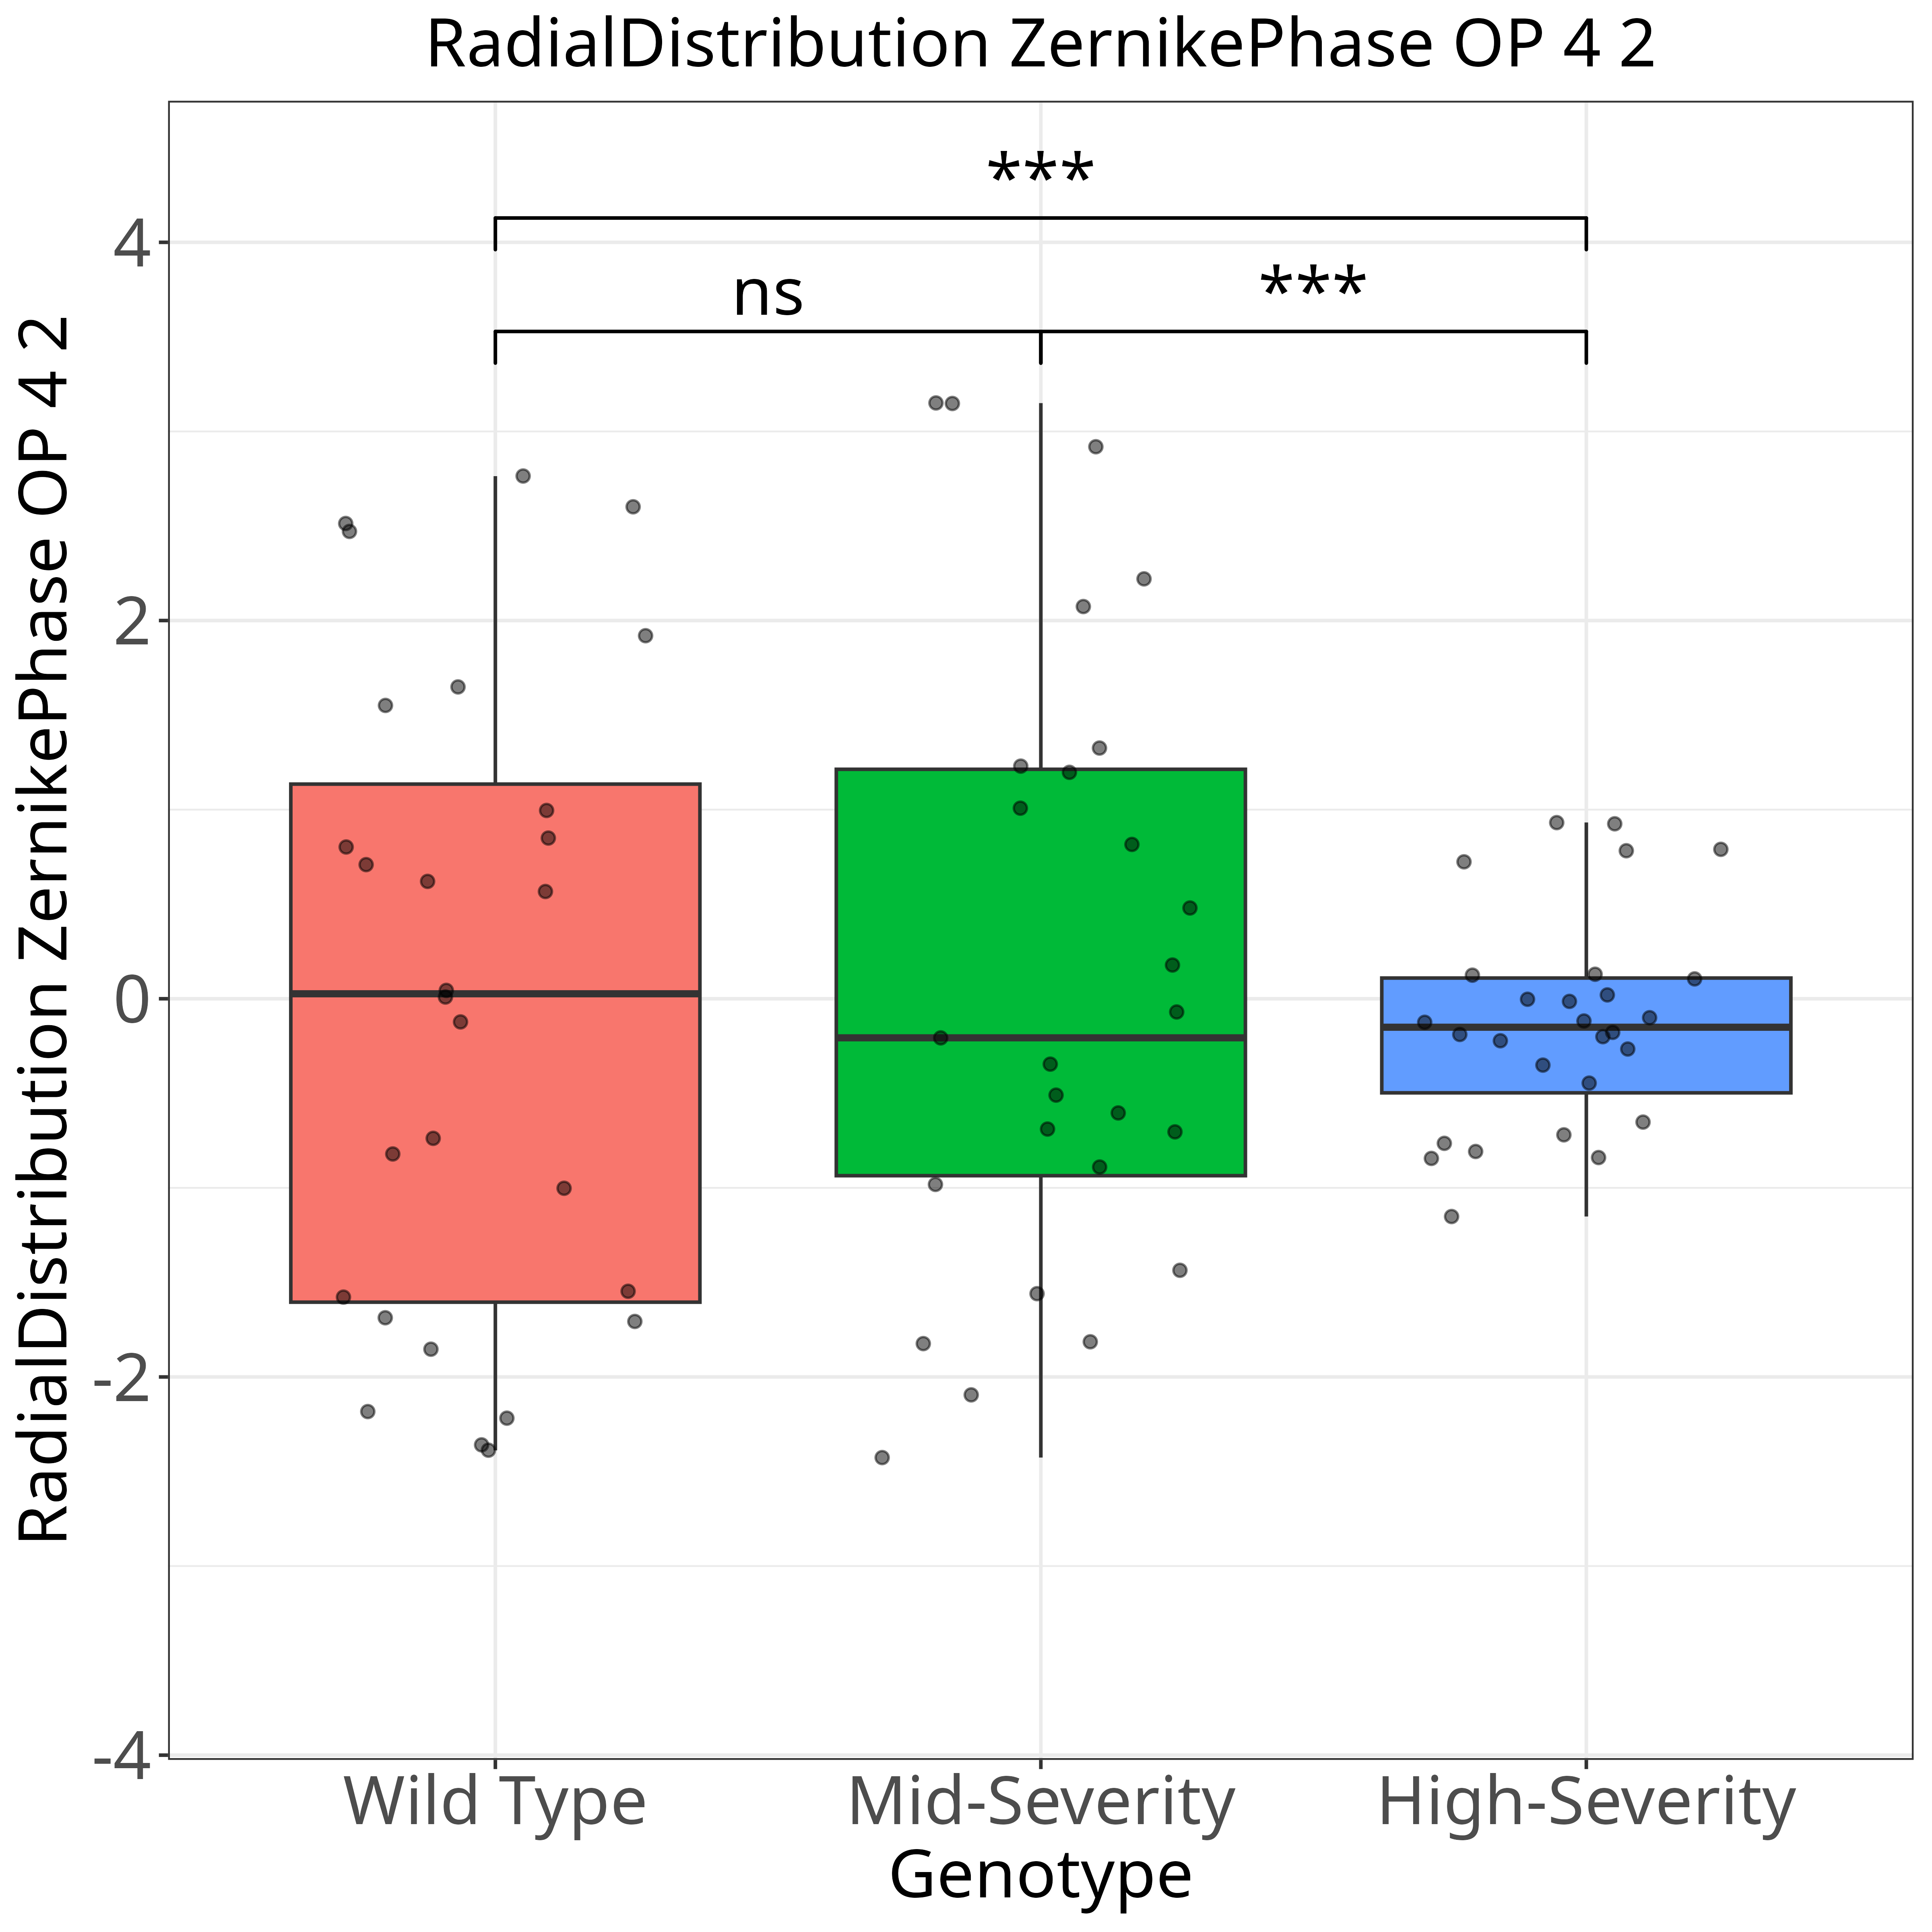 RadialDistribution ZernikePhase OP 4 2
***
4
ns
***
RadialDistribution ZernikePhase OP 4 2
2
0
-2
-4
Wild Type
Mid-Severity
High-Severity
Genotype